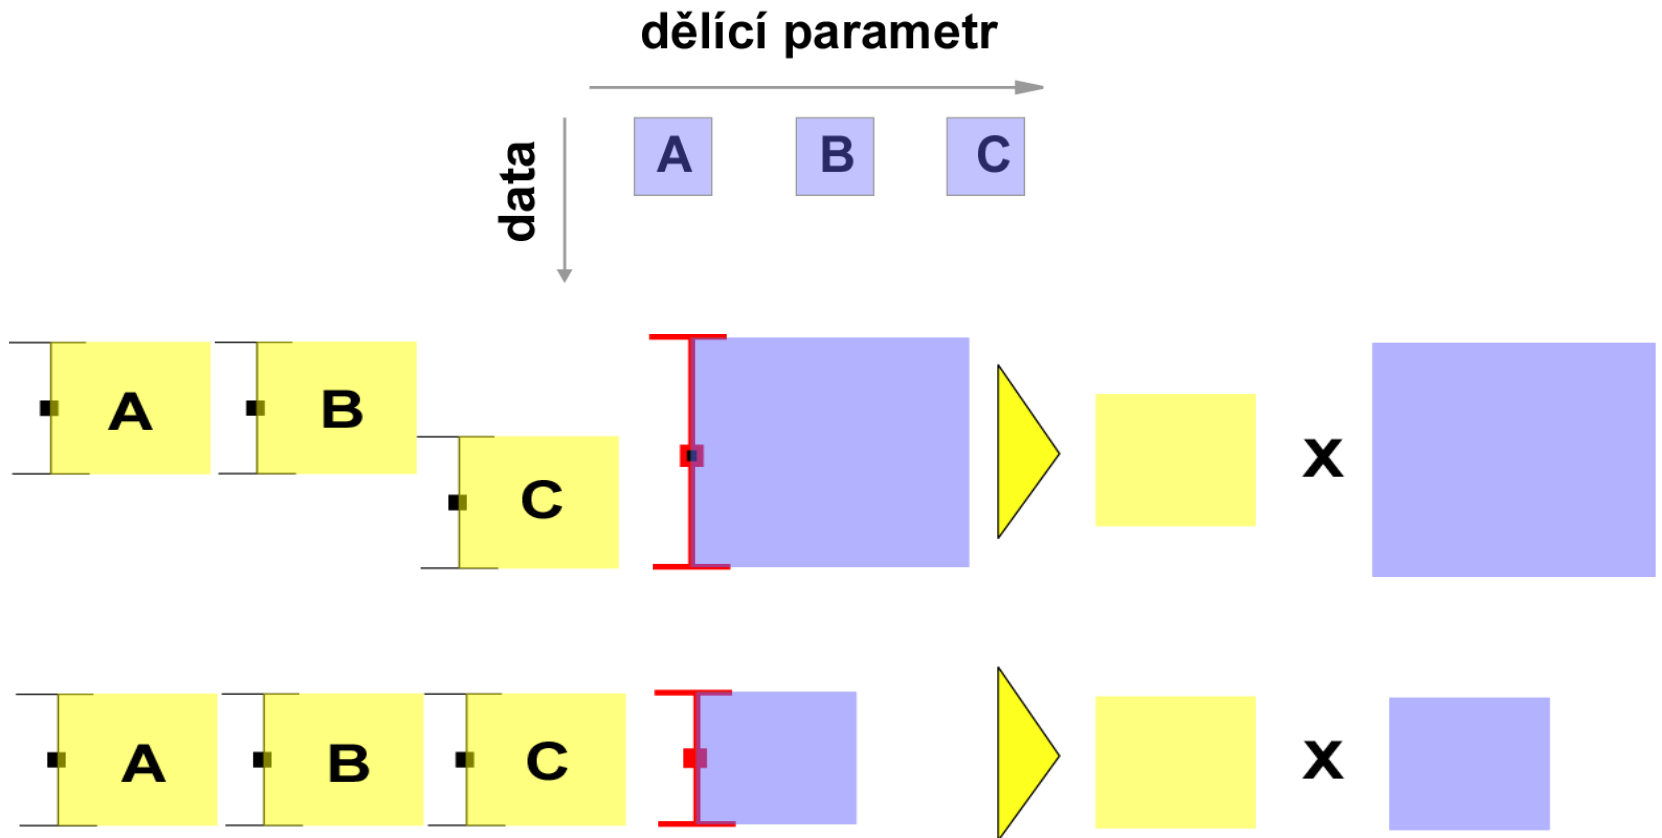 dělící parametr
data
A B C
A B
C
X
A B C
X